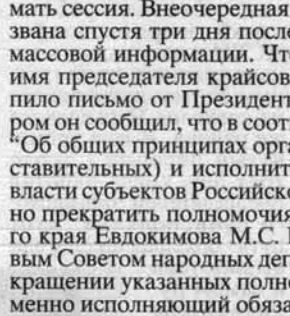 мать сессия. Внеочередная
звана спустя три дня после
массовой информации. Чт
имя председателя крайсов
пило письмо от Президент
ром он сообщил, что в соот
"Об общих принципах орга
ставительных) и исполнит
власти субъектов Российско
но прекратить полномочия
го края Евдокимова М.С.
вым Советом народных деп
кращении указанных полно
менно исполняющий обяза